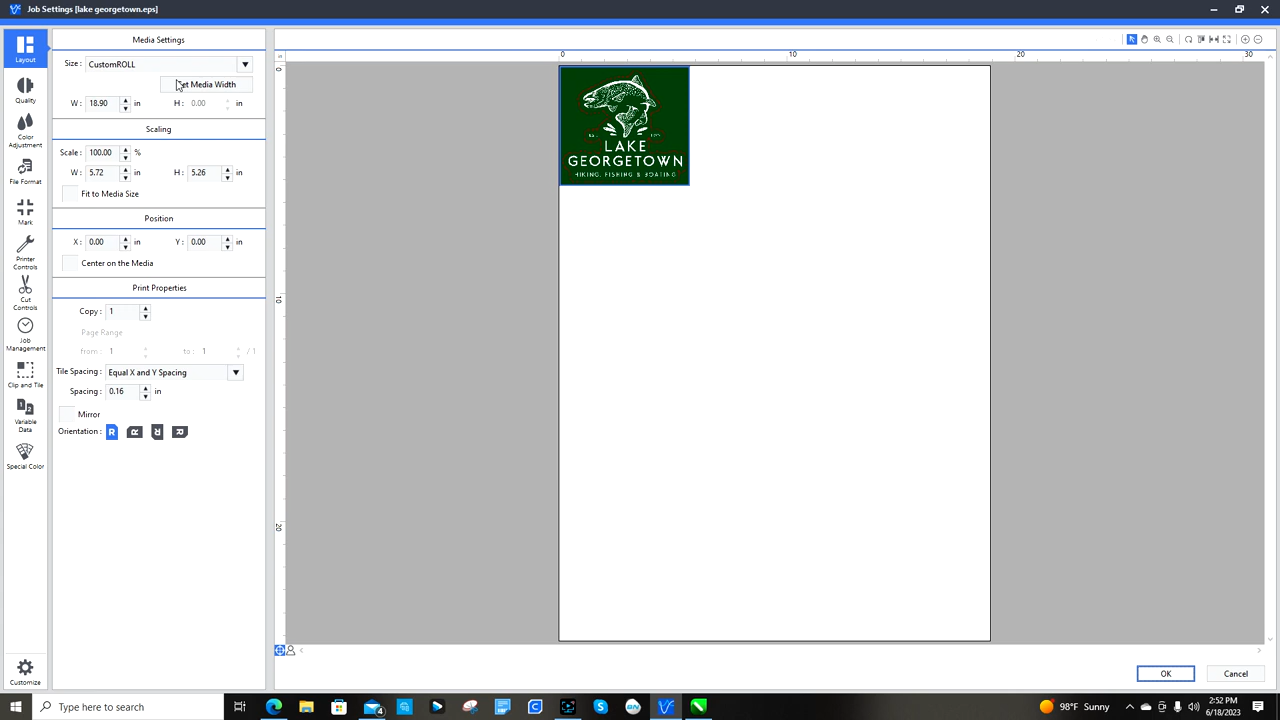 Job Settings [lake georgetown.eps]
Layout
Quality
Color
Adjustment
File Format
Mark
Printer
Controls
Cut
Controls
Job
Management
Clip and Tile
Variable
Data
Special Color
Customize
Media Settings
Size : CustomROLL
Media Width
W : 18.90 in H : 0.00 in
Scaling
Scale : 100.00 %
W : 5.72 in H : 5.26 in
Fit to Media Size
Position
X : 0.00 in Y : 0.00 in
Center on the Media
Print Properties
Copy : 1
Page Range
from : 1 to : 1 / 1
Tile Spacing : Equal X and Y Spacing
Spacing : 0.16 in
Mirror
Orientation : R R R R
in 0 10 20 30
0
10
20
LAKE
GEORGETOWN
HIKING, FISHING & BOATING
OK Cancel
Type here to search
4
98°F Sunny
2:52 PM
6/18/2023